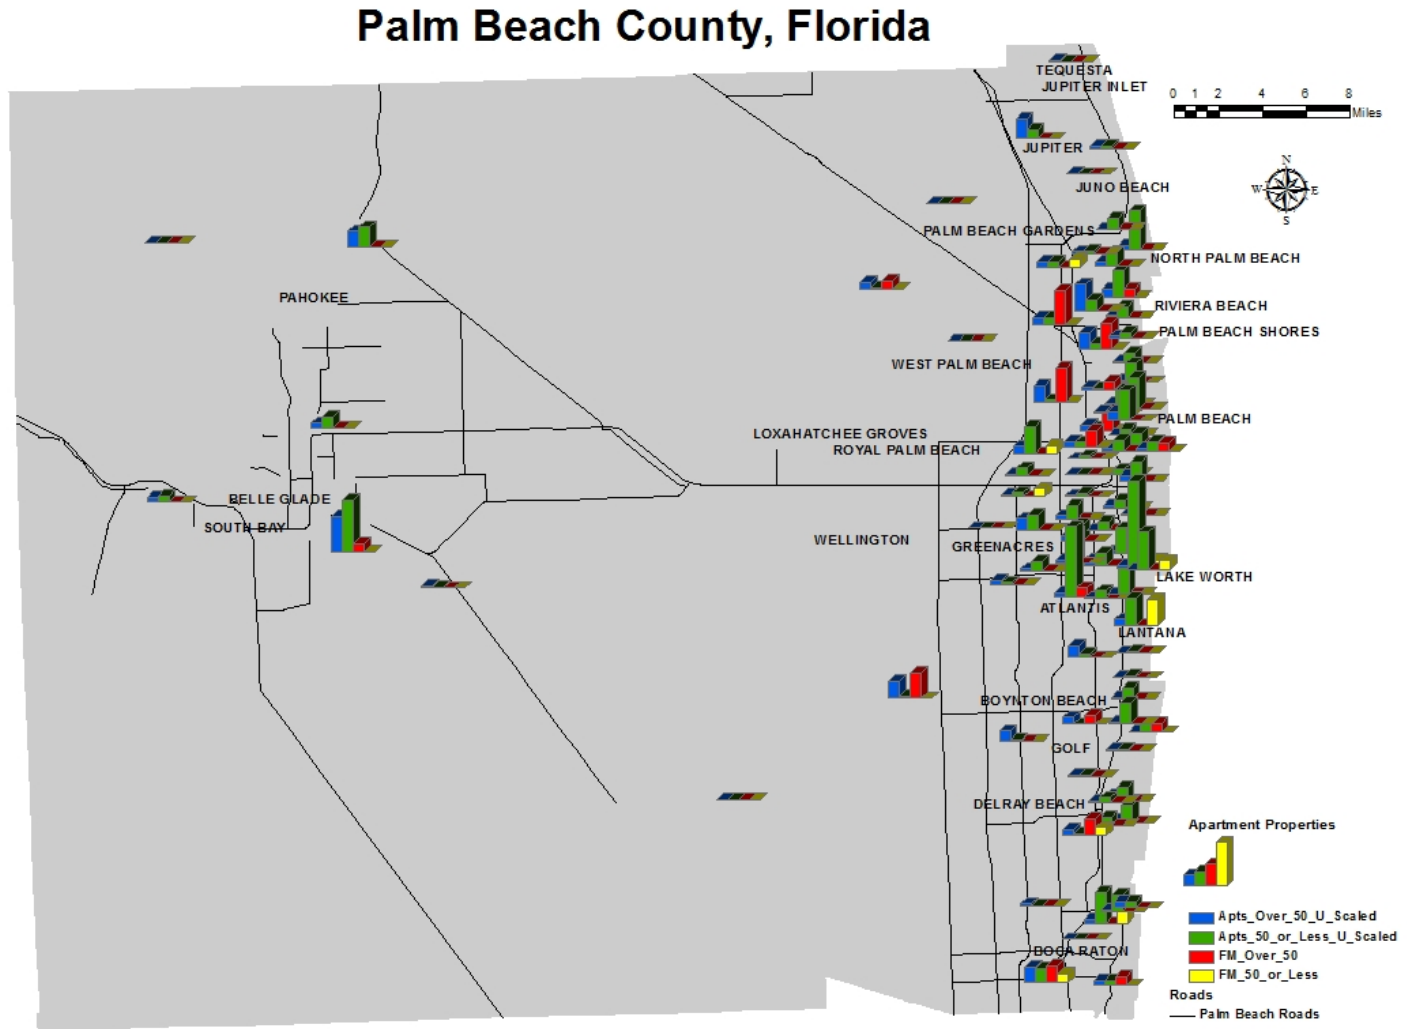 Palm Beach County, Florida
TEQUESTA
JUPITER INLET
0 1 2 4 6 8
Miles
JUPITER
N
W E
S
JUNO BEACH
PALM BEACH GARDENS
NORTH PALM BEACH
PAHOKEE
RIVIERA BEACH
PALM BEACH SHORES
WEST PALM BEACH
PALM BEACH
LOXAHATCHEE GROVES
ROYAL PALM BEACH
BELLE GLADE
SOUTH BAY
WELLINGTON
GREENACRES
LAKE WORTH
ATLANTIS
LANTANA
BOYNTON BEACH
GOLF
DELRAY BEACH
Apartment Properties
Apts_Over_50_U_Scaled
Apts_50_or_Less_U_Scaled
BOCA RATON
FM_Over_50
FM_50_or_Less
Roads
Palm Beach Roads